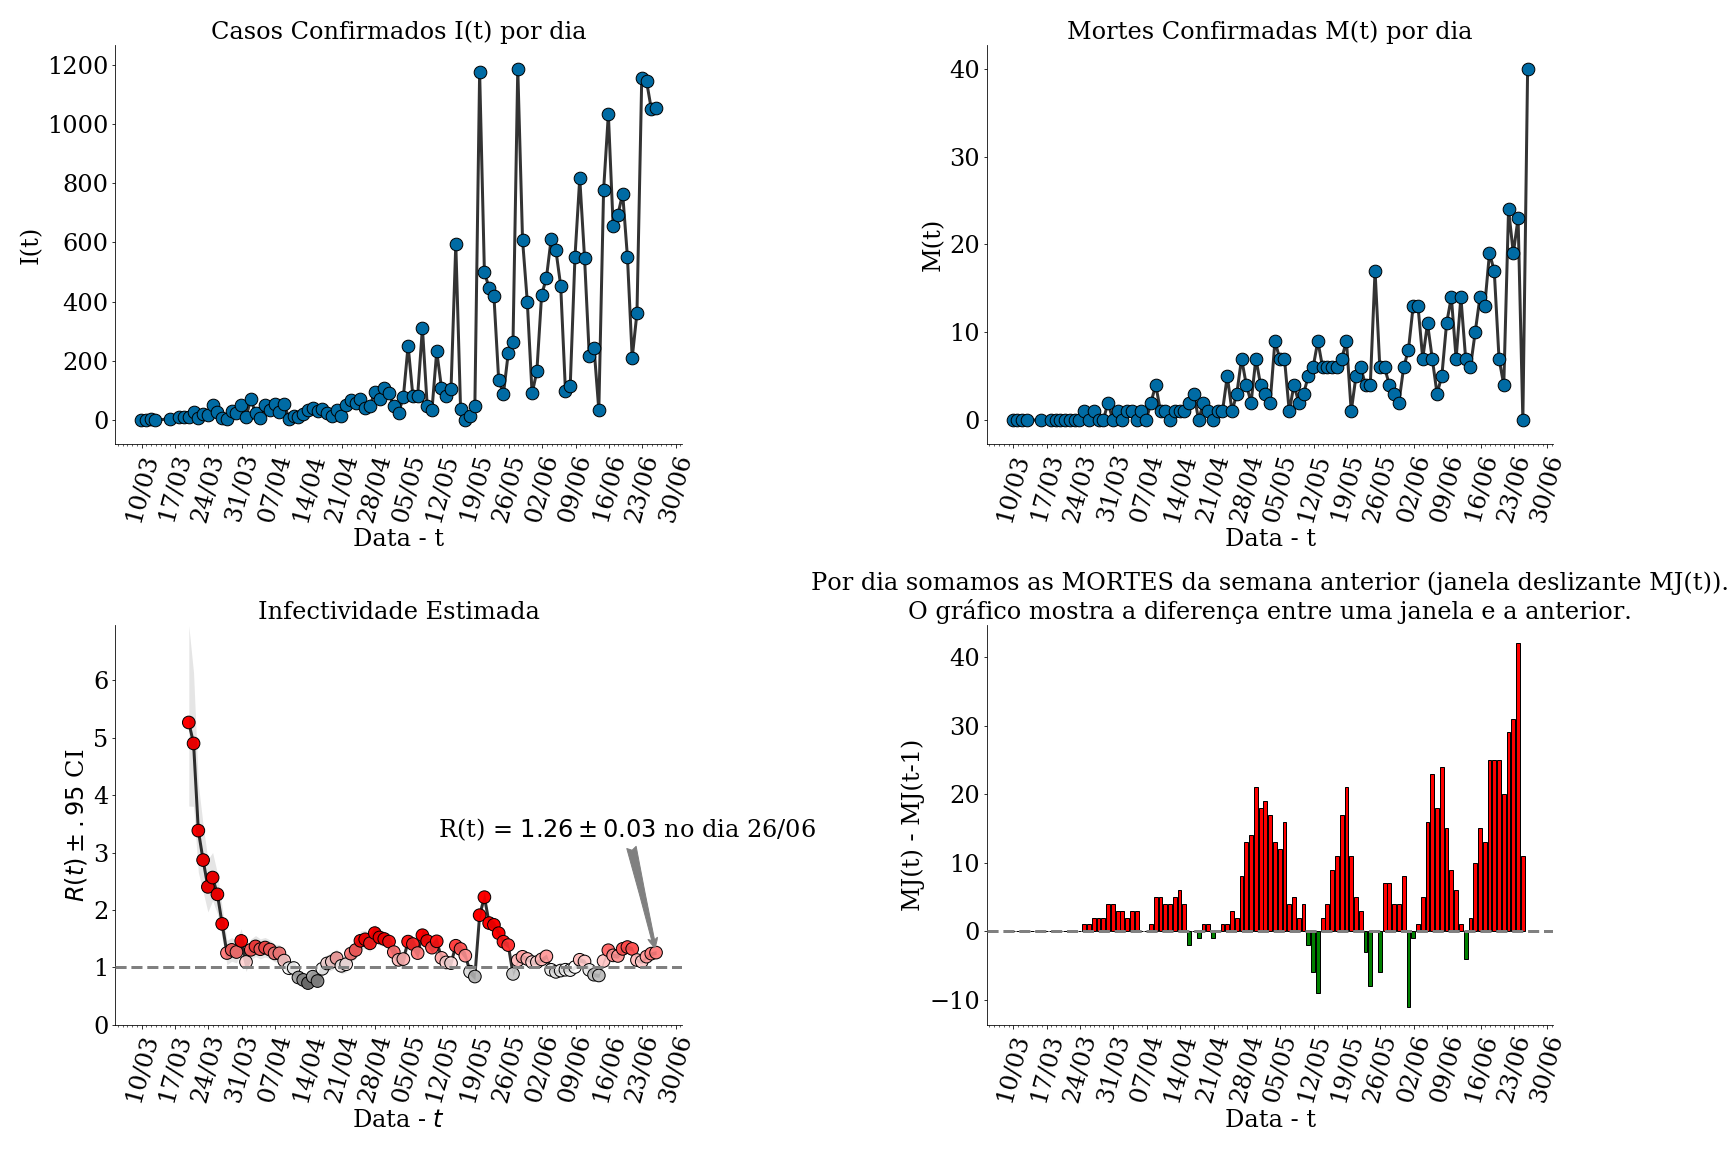 Casos Confirmados I(t) por dia
I(t)
1200
1000
800
600
400
200
0
10/03 17/03 24/03 31/03 07/04 14/04 21/04 28/04 05/05 12/05 19/05 26/05 02/06 09/06 16/06 23/06 30/06
Data - t
Mortes Confirmadas M(t) por dia
M(t)
40
30
20
10
0
10/03 17/03 24/03 31/03 07/04 14/04 21/04 28/04 05/05 12/05 19/05 26/05 02/06 09/06 16/06 23/06 30/06
Data - t
Infectividade Estimada
R(t) ± .95 CI
6
5
4
3
2
1
0
R(t) = 1.26 ± 0.03 no dia 26/06
10/03 17/03 24/03 31/03 07/04 14/04 21/04 28/04 05/05 12/05 19/05 26/05 02/06 09/06 16/06 23/06 30/06
Data - t
Por dia somamos as MORTES da semana anterior (janela deslizante MJ(t)).
O gráfico mostra a diferença entre uma janela e a anterior.
MJ(t) - MJ(t-1)
40
30
20
10
0
−10
10/03 17/03 24/03 31/03 07/04 14/04 21/04 28/04 05/05 12/05 19/05 26/05 02/06 09/06 16/06 23/06 30/06
Data - t